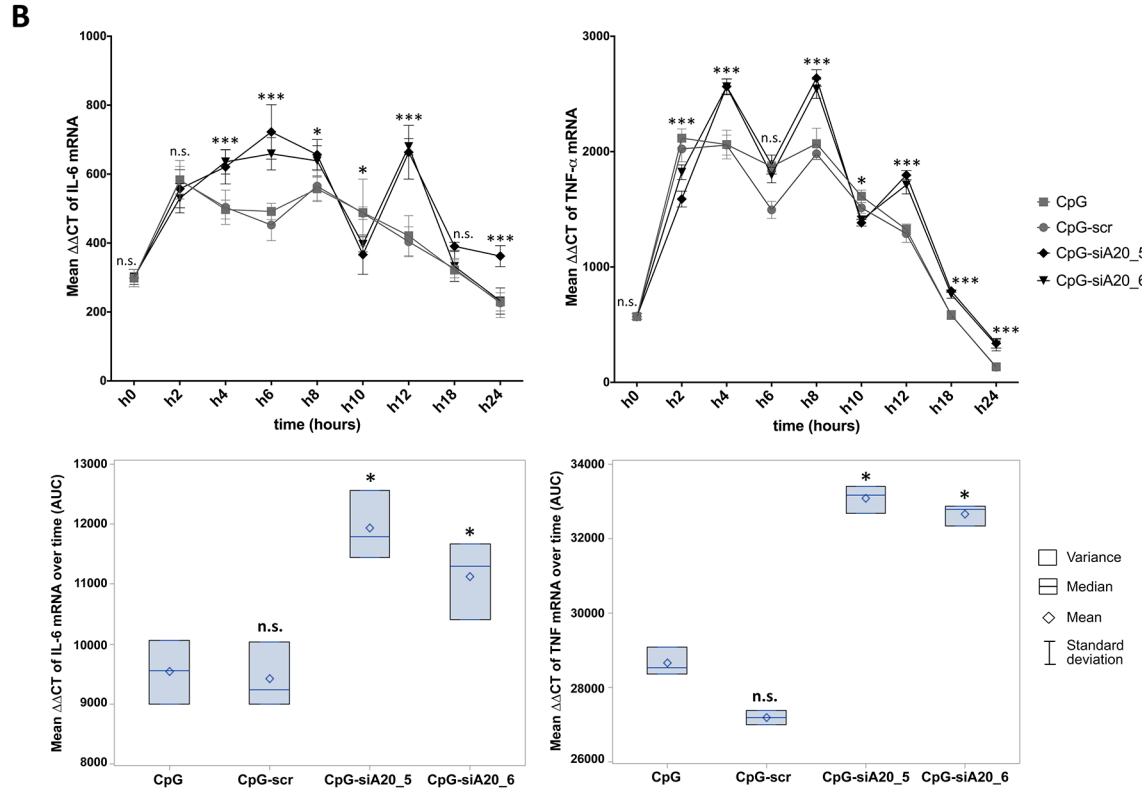 B
Mean ΔΔCT of IL-6 mRNA
1000
800
600
400
200
0
n.s.
n.s.
***
***
*
*
***
n.s.
***
h0 h2 h4 h6 h8 h10 h12 h18 h24
time (hours)
Mean ΔΔCT of TNF-α mRNA
3000
2000
1000
0
n.s.
***
***
n.s.
***
*
***
***
***
h0 h2 h4 h6 h8 h10 h12 h18 h24
time (hours)
CpG
CpG-scr
CpG-siA20_5
CpG-siA20_6
Mean ΔΔCT of IL-6 mRNA over time (AUC)
13000
12000
11000
10000
9000
8000
n.s.
*
*
CpG CpG-scr CpG-siA20_5 CpG-siA20_6
Mean ΔΔCT of TNF mRNA over time (AUC)
34000
32000
30000
28000
26000
n.s.
*
*
CpG CpG-scr CpG-siA20_5 CpG-siA20_6
Variance
Median
Mean
Standard
deviation